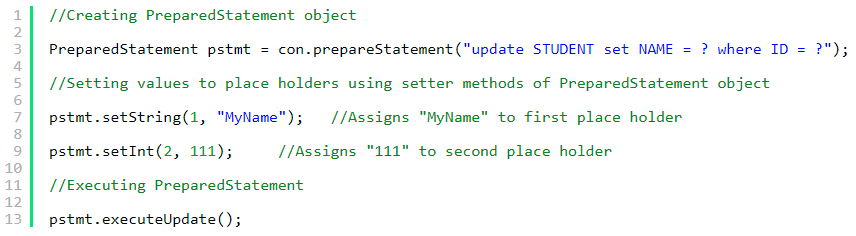 1 //Creating PreparedStatement object
2
3 PreparedStatement pstmt = con.prepareStatement("update STUDENT set NAME = ? where ID = ?");
4
5 //Setting values to place holders using setter methods of PreparedStatement object
6
7 pstmt.setString(1, "MyName");   //Assigns "MyName" to first place holder
8
9 pstmt.setInt(2, 111);     //Assigns "111" to second place holder
10
11 //Executing PreparedStatement
12
13 pstmt.executeUpdate();